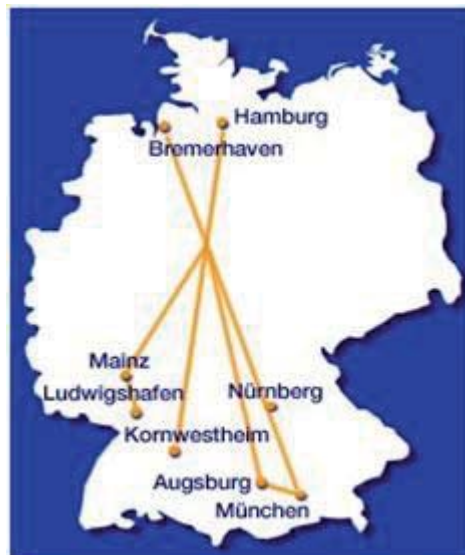 Hamburg
Bremerhaven
Mainz
Ludwigshafen
Nürnberg
Kornwestheim
Augsburg
München